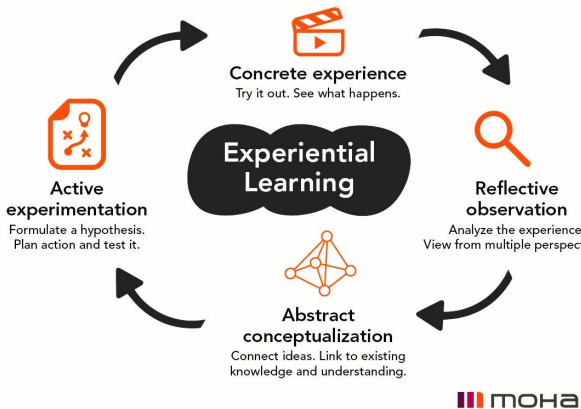 Concrete experience
Try it out. See what happens.
Experiential
Learning
Reflective
observation
Analyze the experience
View from multiple
Abstract
conceptualization
Connect ideas. Link to existing
knowledge and understanding.
Active
experimentation
Formulate a hypothesis.
Plan action and test it.
moha